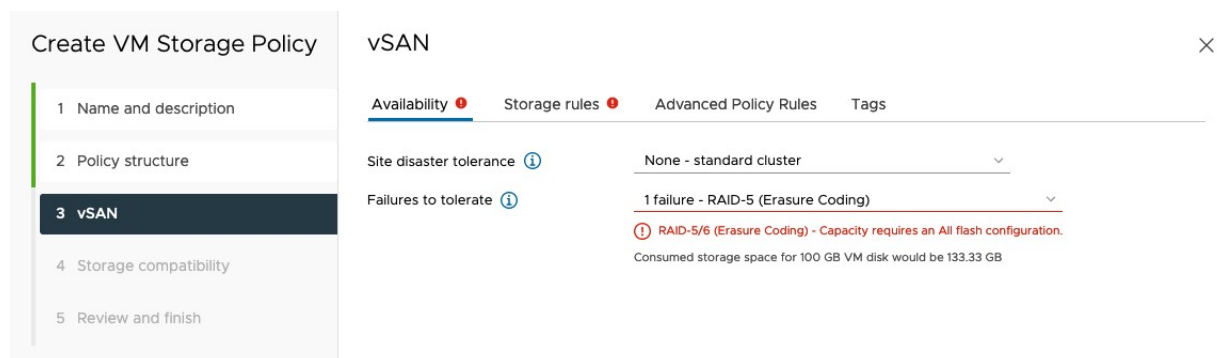 Create VM Storage Policy
1 Name and description
2 Policy structure
3 vSAN
4 Storage compatibility
5 Review and finish
vSAN
Availability Storage rules Advanced Policy Rules Tags
Site disaster tolerance None - standard cluster
Failures to tolerate 1 failure - RAID-5 (Erasure Coding)
RAID-5/6 (Erasure Coding) - Capacity requires an All flash configuration.
Consumed storage space for 100 GB VM disk would be 133.33 GB